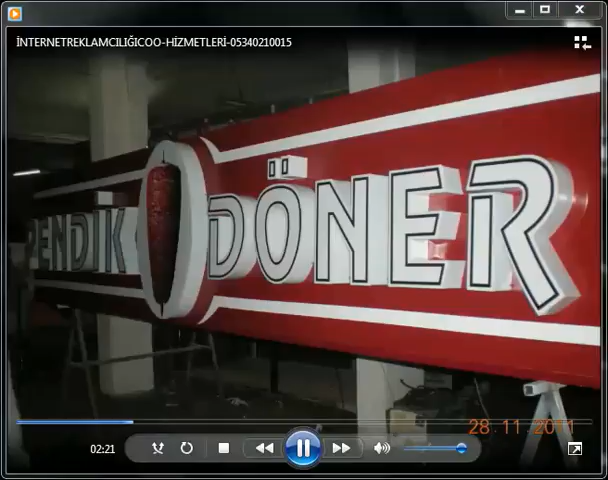 İNTERNETREKLAMCILIĞICOO-HİZMETLERİ-05340210015
PENDİK DÖNER
28.11.2011
02:21